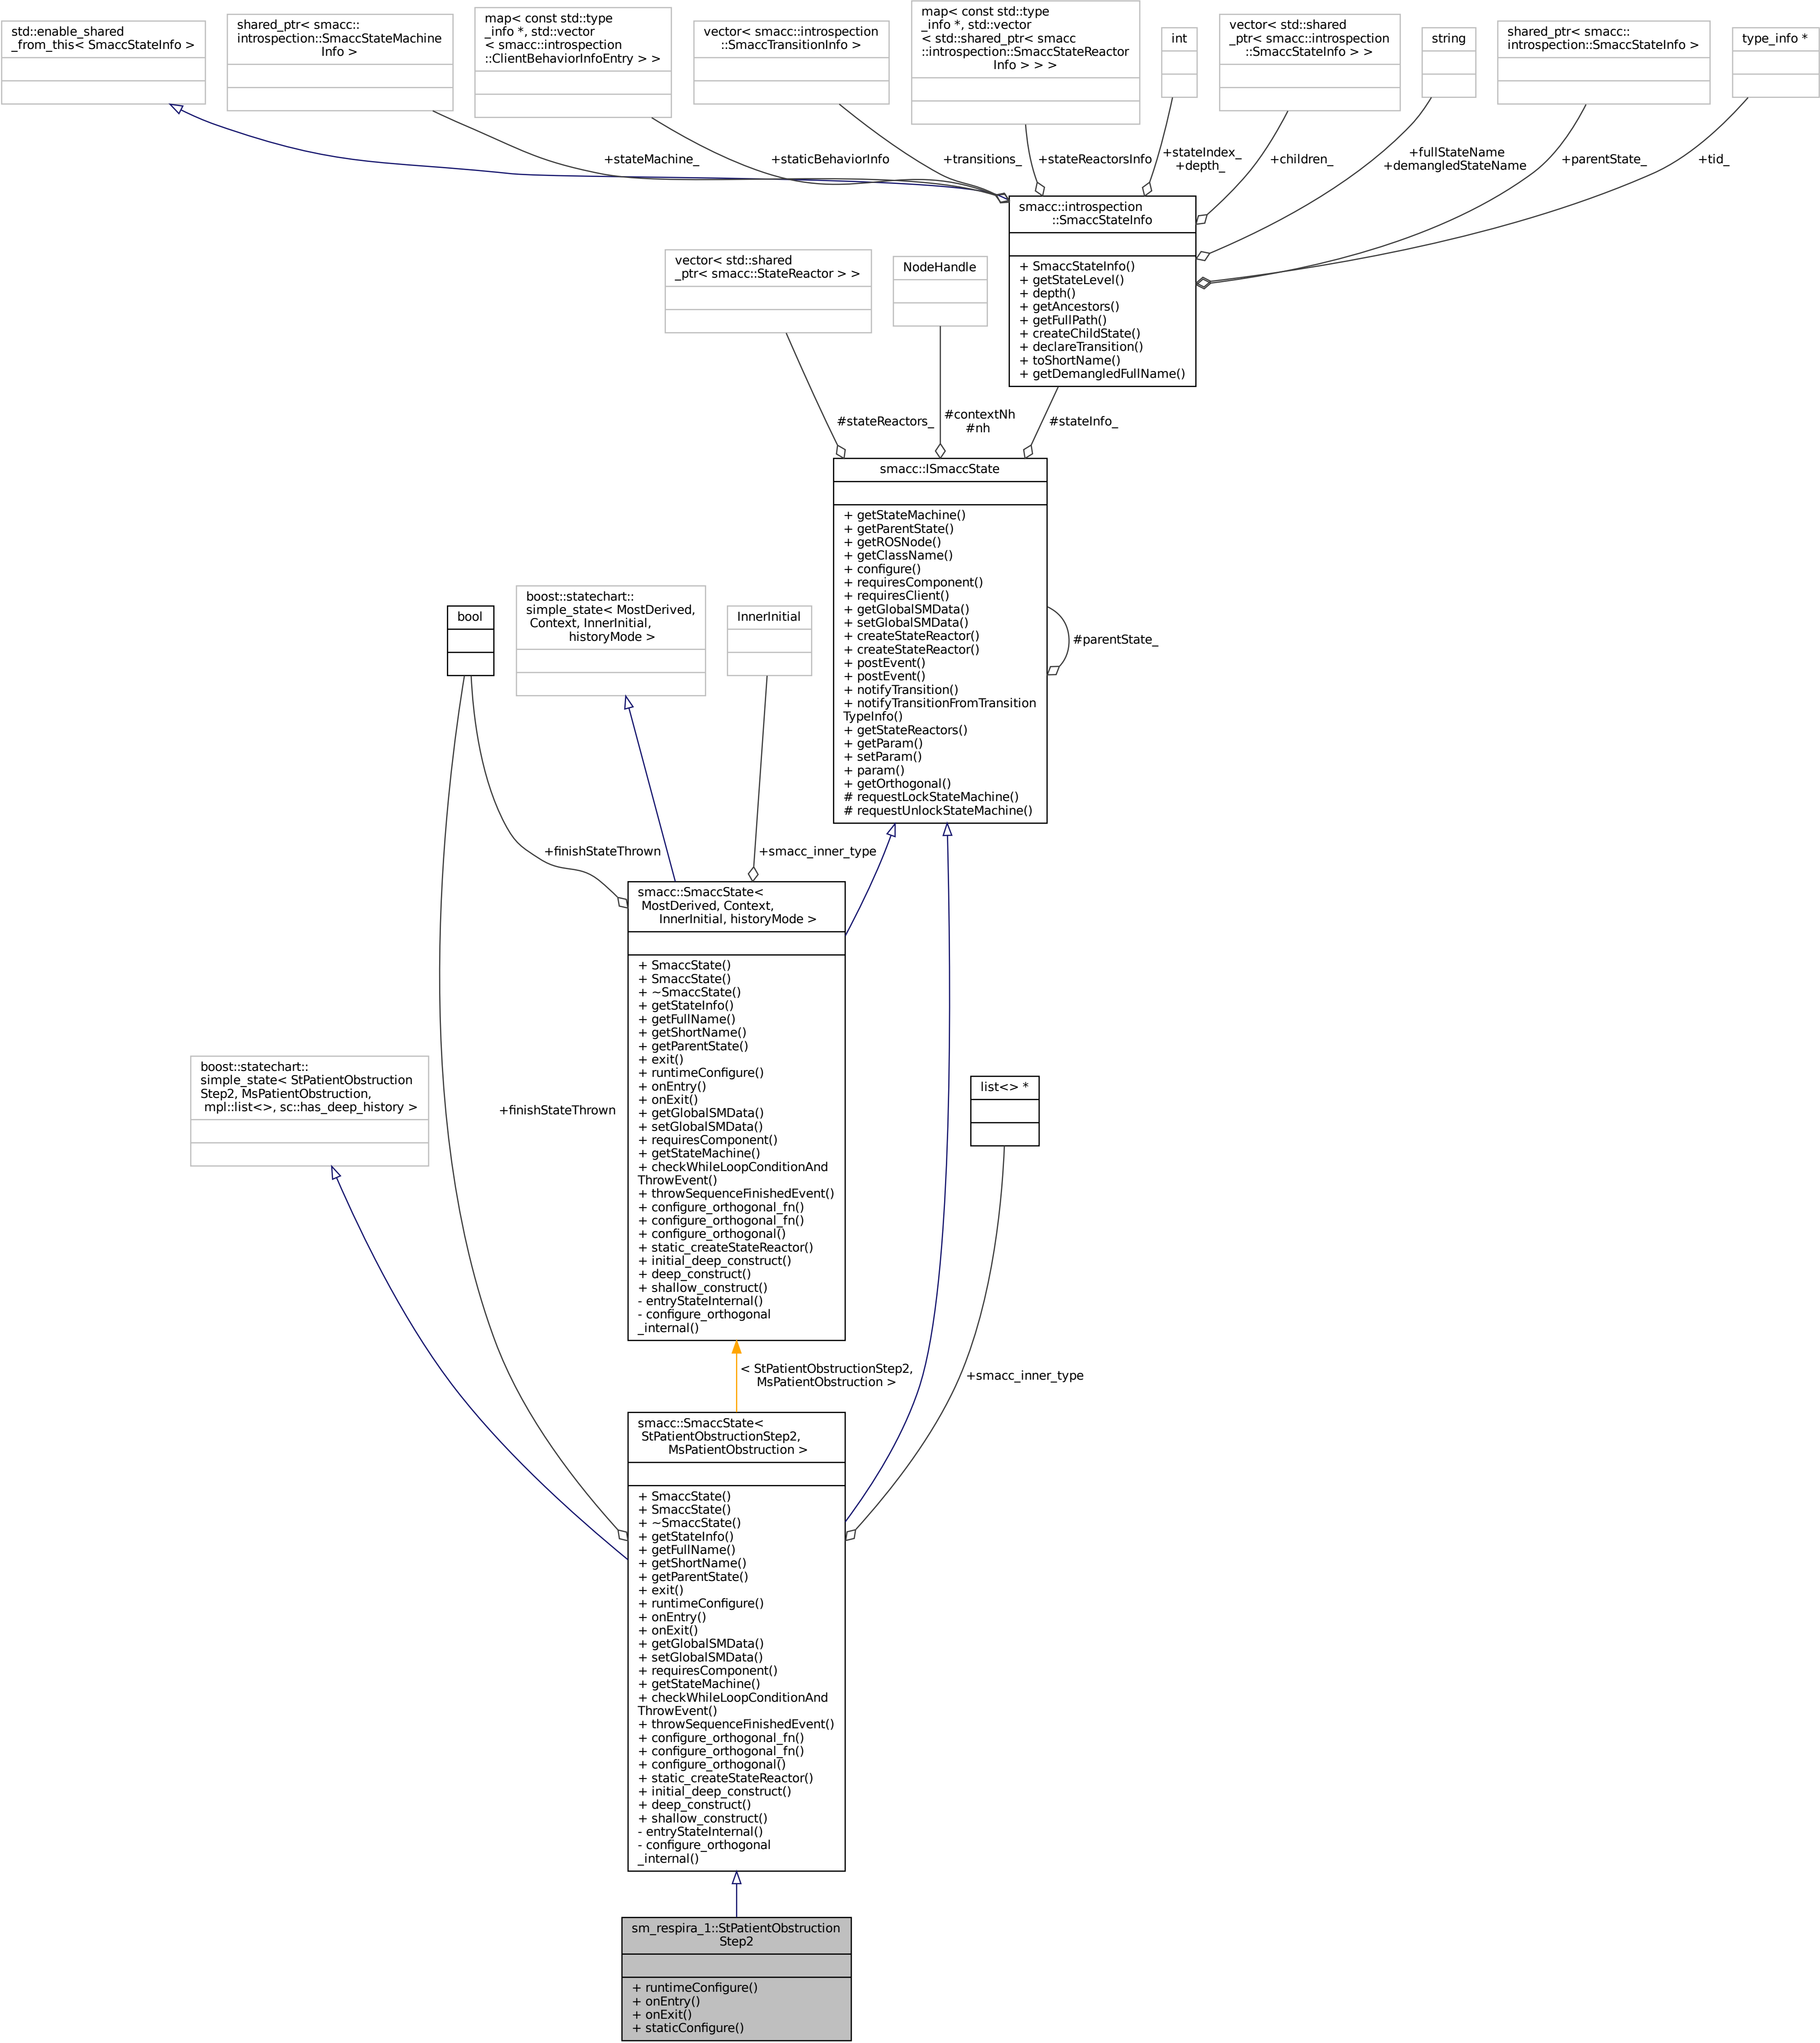 std::enable_shared
_from_this< SmaccStateInfo >
shared_ptr< smacc::
introspection::SmaccStateMachine
Info >
map< const std::type
_info *, std::vector
< smacc::introspection
::ClientBehaviorInfoEntry > >
vector< smacc::introspection
::SmaccTransitionInfo >
map< const std::type
_info *, std::vector
< std::shared_ptr< smacc
::introspection::SmaccStateReactor
Info > > >
int
vector< std::shared
_ptr< smacc::introspection
::SmaccStateInfo > >
string
shared_ptr< smacc::
introspection::SmaccStateInfo >
type_info *
+stateMachine_
+staticBehaviorInfo
+transitions_
+stateReactorsInfo
+stateIndex_
+depth_
+children_
+fullStateName
+demangledStateName
+parentState_
+tid_
smacc::introspection
::SmaccStateInfo
+ SmaccStateInfo()
+ getStateLevel()
+ depth()
+ getAncestors()
+ getFullPath()
+ createChildState()
+ declareTransition()
+ toShortName()
+ getDemangledFullName()
vector< std::shared
_ptr< smacc::StateReactor > >
NodeHandle
#stateReactors_
#contextNh
#nh
#stateInfo_
smacc::ISmaccState
+ getStateMachine()
+ getParentState()
+ getROSNode()
+ getClassName()
+ configure()
+ requiresComponent()
+ requiresClient()
+ getGlobalSMData()
+ setGlobalSMData()
+ createStateReactor()
+ createStateReactor()
+ postEvent()
+ postEvent()
+ notifyTransition()
+ notifyTransitionFromTransition
TypeInfo()
+ getStateReactors()
+ getParam()
+ setParam()
+ param()
+ getOrthogonal()
# requestLockStateMachine()
# requestUnlockStateMachine()
#parentState_
bool
boost::statechart::
simple_state< MostDerived,
Context, InnerInitial,
historyMode >
InnerInitial
+finishStateThrown
+smacc_inner_type
smacc::SmaccState<
MostDerived, Context,
InnerInitial, historyMode >
+ SmaccState()
+ SmaccState()
+ ~SmaccState()
+ getStateInfo()
+ getFullName()
+ getShortName()
+ getParentState()
+ exit()
+ runtimeConfigure()
+ onEntry()
+ onExit()
+ getGlobalSMData()
+ setGlobalSMData()
+ requiresComponent()
+ getStateMachine()
+ checkWhileLoopConditionAnd
ThrowEvent()
+ throwSequenceFinishedEvent()
+ configure_orthogonal_fn()
+ configure_orthogonal_fn()
+ configure_orthogonal()
+ static_createStateReactor()
+ initial_deep_construct()
+ deep_construct()
+ shallow_construct()
- entryStateInternal()
- configure_orthogonal
_internal()
boost::statechart::
simple_state< StPatientObstruction
Step2, MsPatientObstruction,
mpl::list<>, sc::has_deep_history >
+finishStateThrown
list<> *
< StPatientObstructionStep2,
MsPatientObstruction >
+smacc_inner_type
smacc::SmaccState<
StPatientObstructionStep2,
MsPatientObstruction >
+ SmaccState()
+ SmaccState()
+ ~SmaccState()
+ getStateInfo()
+ getFullName()
+ getShortName()
+ getParentState()
+ exit()
+ runtimeConfigure()
+ onEntry()
+ onExit()
+ getGlobalSMData()
+ setGlobalSMData()
+ requiresComponent()
+ getStateMachine()
+ checkWhileLoopConditionAnd
ThrowEvent()
+ throwSequenceFinishedEvent()
+ configure_orthogonal_fn()
+ configure_orthogonal_fn()
+ configure_orthogonal()
+ static_createStateReactor()
+ initial_deep_construct()
+ deep_construct()
+ shallow_construct()
- entryStateInternal()
- configure_orthogonal
_internal()
sm_respira_1::StPatientObstruction
Step2
+ runtimeConfigure()
+ onEntry()
+ onExit()
+ staticConfigure()